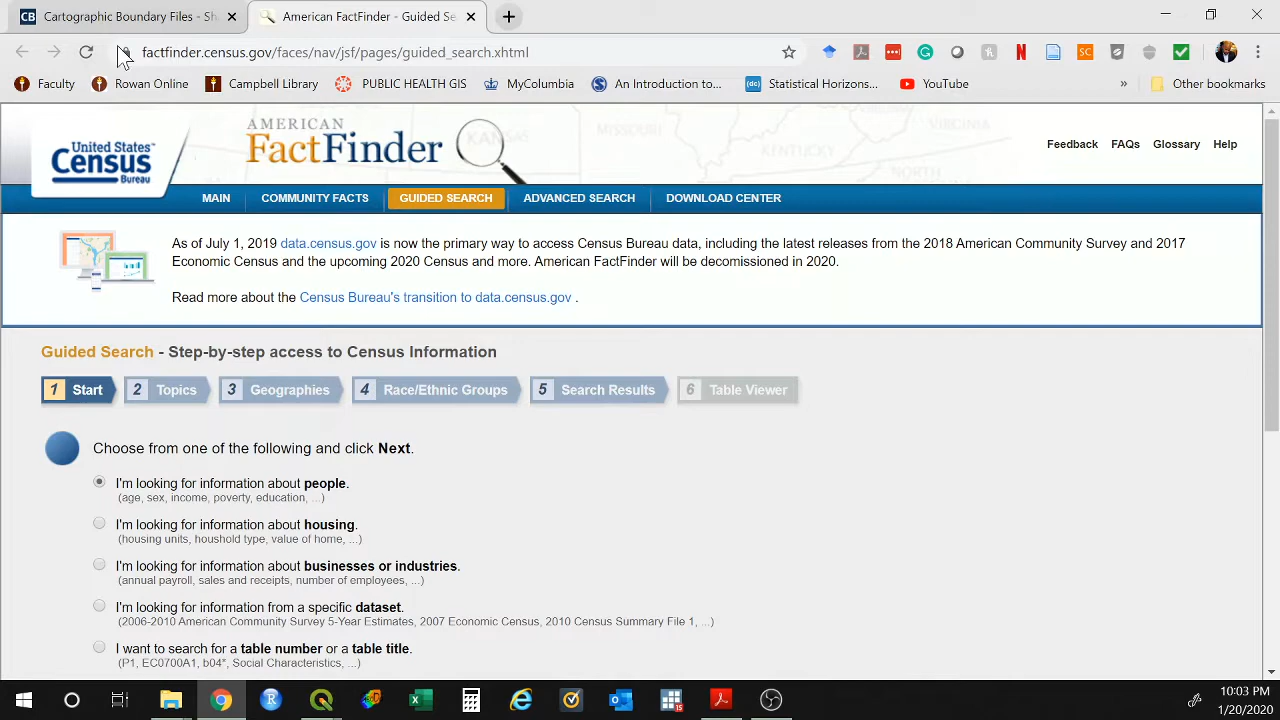 CB Cartographic Boundary Files - Sh
American FactFinder - Guided Se
factfinder.census.gov/faces/nav/jsf/pages/guided_search.xhtml
Faculty Rowan Online Campbell Library PUBLIC HEALTH GIS MyColumbia An Introduction to... Statistical Horizons... YouTube » Other bookmarks
United States™
Census
Bureau
AMERICAN
FactFinder
KANSAS MISSOURI KENTUCKY VIRGINIA
Feedback FAQs Glossary Help
MAIN COMMUNITY FACTS GUIDED SEARCH ADVANCED SEARCH DOWNLOAD CENTER
As of July 1, 2019 data.census.gov is now the primary way to access Census Bureau data, including the latest releases from the 2018 American Community Survey and 2017
Economic Census and the upcoming 2020 Census and more. American FactFinder will be decomissioned in 2020.
Read more about the Census Bureau's transition to data.census.gov .
Guided Search - Step-by-step access to Census Information
1 Start 2 Topics 3 Geographies 4 Race/Ethnic Groups 5 Search Results 6 Table Viewer
Choose from one of the following and click Next.
I'm looking for information about people.
(age, sex, income, poverty, education, ...)
I'm looking for information about housing.
(housing units, houshold type, value of home, ...)
I'm looking for information about businesses or industries.
(annual payroll, sales and receipts, number of employees, ...)
I'm looking for information from a specific dataset.
(2006-2010 American Community Survey 5-Year Estimates, 2007 Economic Census, 2010 Census Summary File 1, ...)
I want to search for a table number or a table title.
(P1, EC0700A1, b04*, Social Characteristics, ...)
10:03 PM
1/20/2020